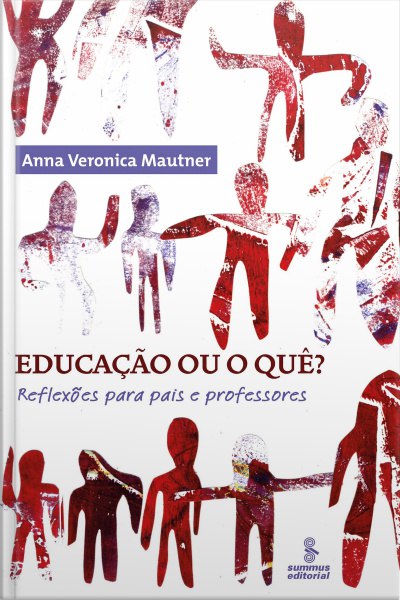 Anna Veronica Mautner
EDUCAÇÃO OU O QUÊ?
Reflexões para pais e professores
summus
editorial